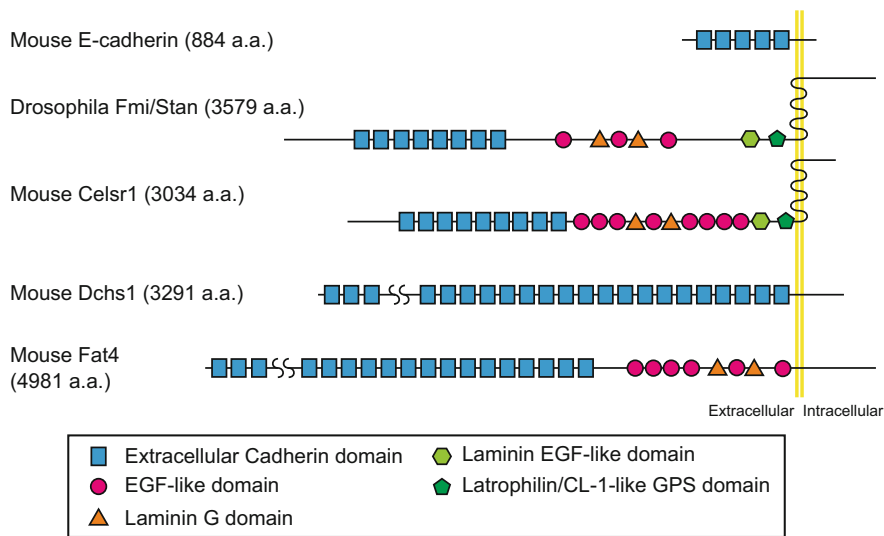 Mouse E-cadherin (884 a.a.)
Drosophila Fmi/Stan (3579 a.a.)
Mouse Celsr1 (3034 a.a.)
Mouse Dchs1 (3291 a.a.)
Mouse Fat4
(4981 a.a.)
Extracellular Intracellular
Extracellular Cadherin domain
EGF-like domain
Laminin G domain
Laminin EGF-like domain
Latrophilin/CL-1-like GPS domain